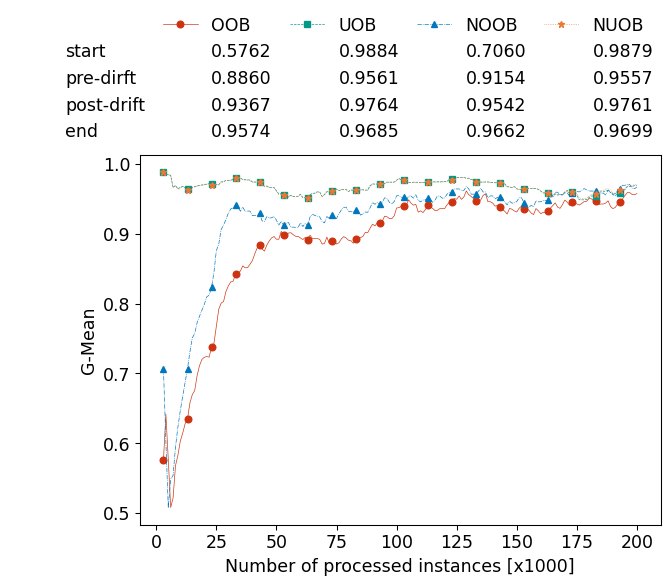 OOB UOB NOOB NUOB
start 0.5762 0.9884 0.7060 0.9879
pre-dirft 0.8860 0.9561 0.9154 0.9557
post-drift 0.9367 0.9764 0.9542 0.9761
end 0.9574 0.9685 0.9662 0.9699
1.0
0.9
0.8
0.7
0.6
0.5
G-Mean
0 25 50 75 100 125 150 175 200
Number of processed instances [x1000]